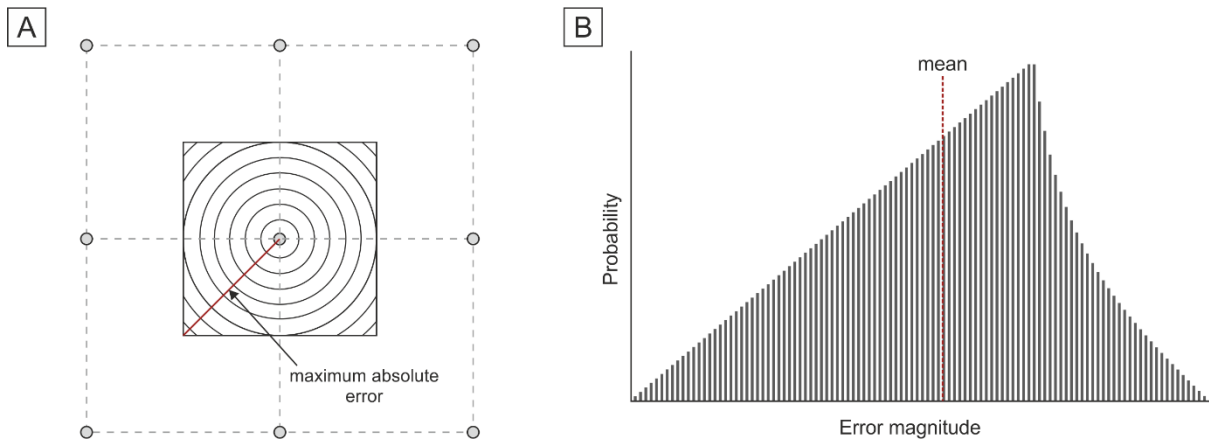 A
maximum absolute
error
B
mean
Probability
Error magnitude